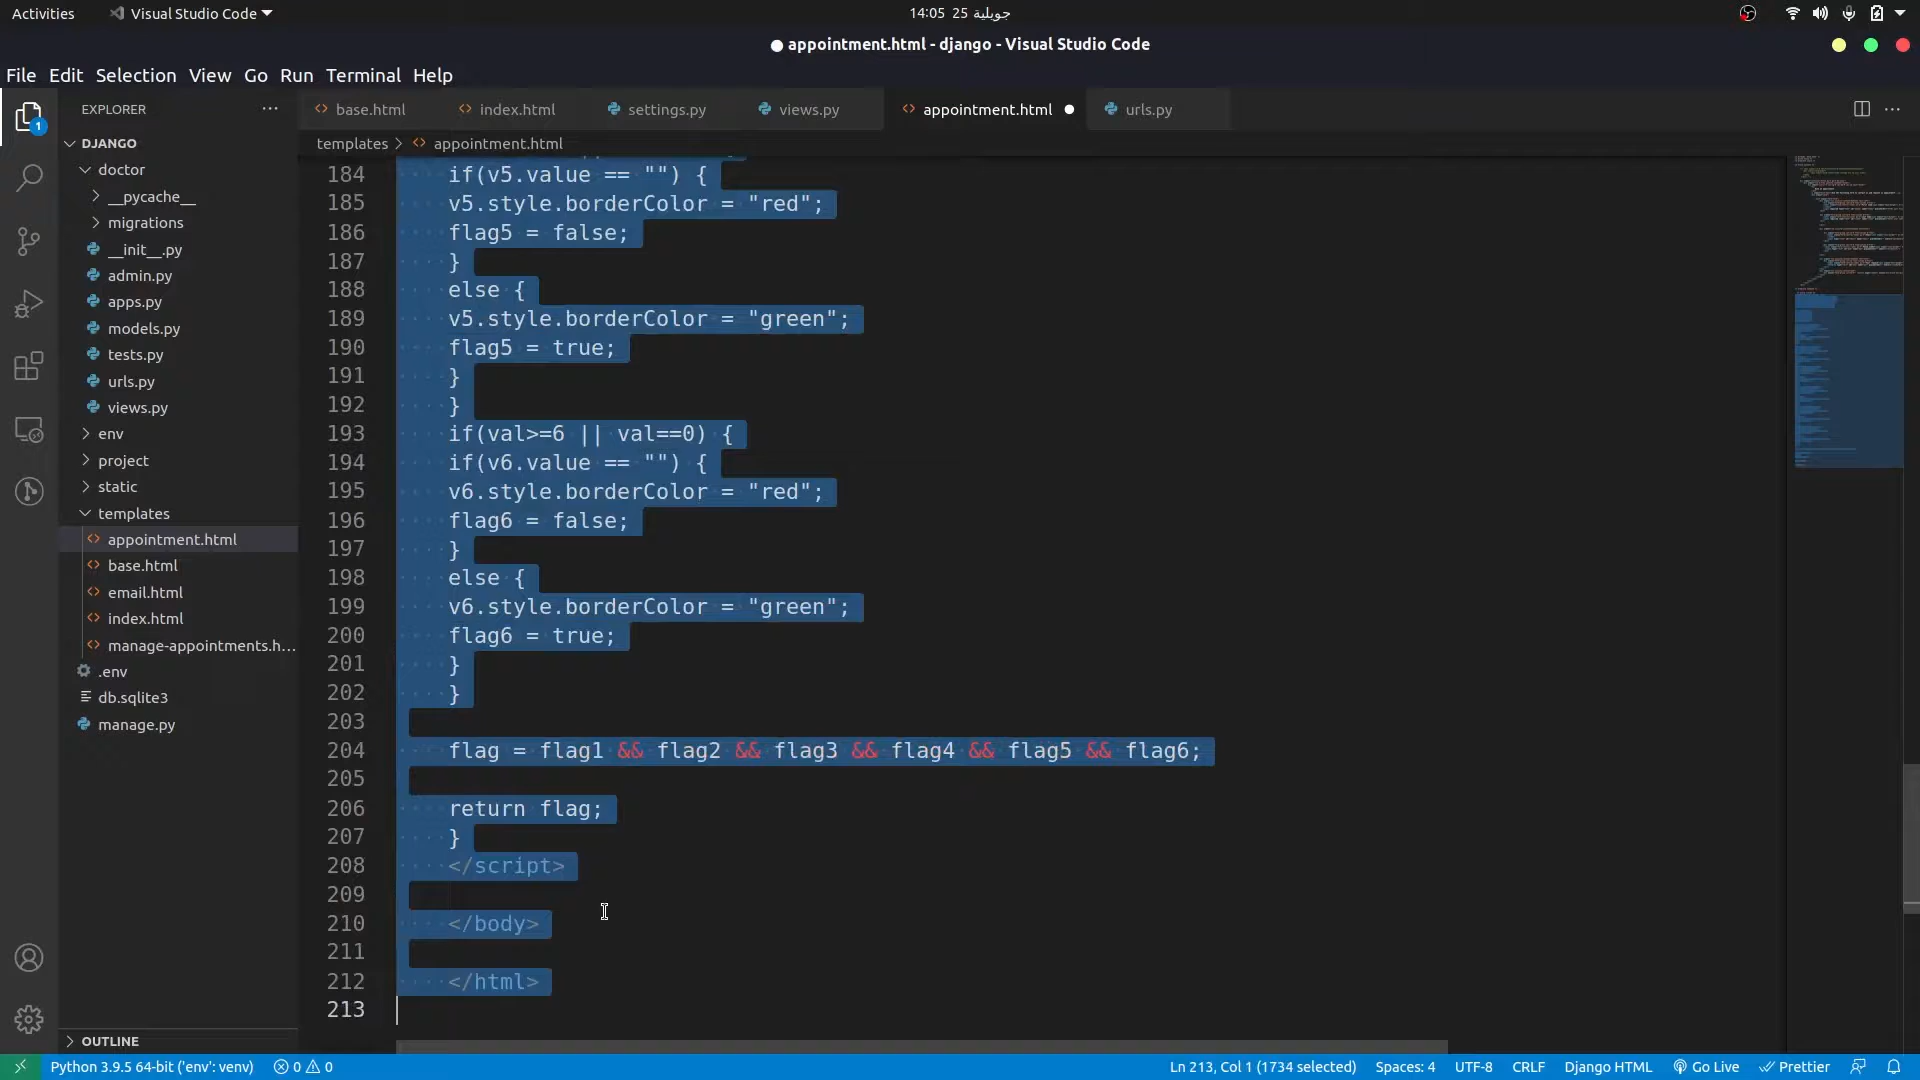 Activities Visual Studio Code 14:05 25 جويلية
appointment.html - django - Visual Studio Code
File Edit Selection View Go Run Terminal Help
EXPLORER ··· base.html index.html settings.py views.py appointment.html urls.py ···
1
DJANGO
templates > appointment.html
doctor
__pycache__
migrations
__init__.py
admin.py
apps.py
models.py
tests.py
urls.py
views.py
env
project
static
templates
appointment.html
base.html
email.html
index.html
manage-appointments.h...
.env
db.sqlite3
manage.py
OUTLINE
184 if(v5.value == "") {
185 v5.style.borderColor = "red";
186 flag5 = false;
187 }
188 else {
189 v5.style.borderColor = "green";
190 flag5 = true;
191 }
192 }
193 if(val>=6 || val==0) {
194 if(v6.value == "") {
195 v6.style.borderColor = "red";
196 flag6 = false;
197 }
198 else {
199 v6.style.borderColor = "green";
200 flag6 = true;
201 }
202 }
203
204 flag = flag1 && flag2 && flag3 && flag4 && flag5 && flag6;
205
206 return flag;
207 }
208 </script>
209
210 </body>
211
212 </html>
213
Python 3.9.5 64-bit ('env': venv) 0 0 Ln 213, Col 1 (1734 selected) Spaces: 4 UTF-8 CRLF Django HTML Go Live Prettier